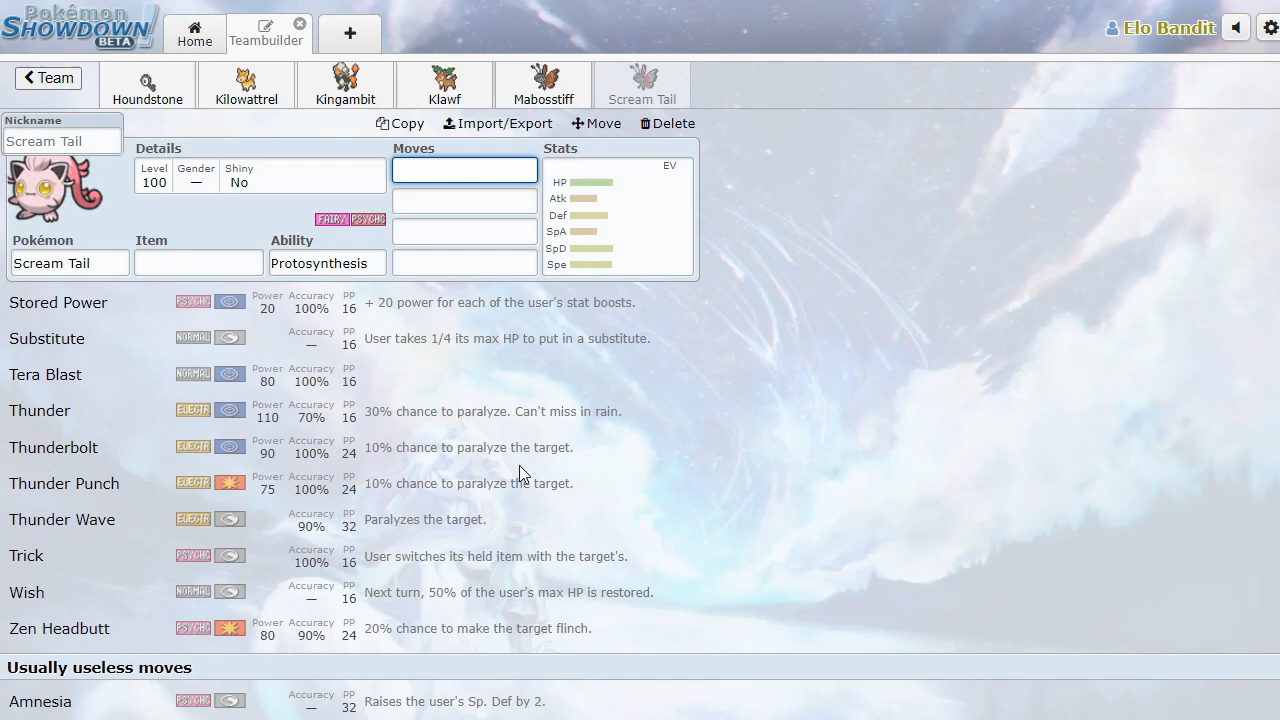 Pokémon
SHOWDOWN!
BETA
Home
Teambuilder
+
Elo Bandit
Team
Houndstone
Kilowattrel
Kingambit
Klawf
Mabosstiff
Scream Tail
Copy
Import/Export
Move
Delete
Nickname
Scream Tail
Details
Level
100
Gender
—
Shiny
No
FAIRY PSYCHC
Pokémon
Scream Tail
Item
Ability
Protosynthesis
Moves
Stats
EV
HP
Atk
Def
SpA
SpD
Spe
Stored Power PSYCHC Power 20 Accuracy 100% PP 16 + 20 power for each of the user's stat boosts.
Substitute NORMAL Accuracy — PP 16 User takes 1/4 its max HP to put in a substitute.
Tera Blast NORMAL Power 80 Accuracy 100% PP 16
Thunder ELECTR Power 110 Accuracy 70% PP 16 30% chance to paralyze. Can't miss in rain.
Thunderbolt ELECTR Power 90 Accuracy 100% PP 24 10% chance to paralyze the target.
Thunder Punch ELECTR Power 75 Accuracy 100% PP 24 10% chance to paralyze the target.
Thunder Wave ELECTR Accuracy 90% PP 32 Paralyzes the target.
Trick PSYCHC Accuracy 100% PP 16 User switches its held item with the target's.
Wish NORMAL Accuracy — PP 16 Next turn, 50% of the user's max HP is restored.
Zen Headbutt PSYCHC Power 80 Accuracy 90% PP 24 20% chance to make the target flinch.
Usually useless moves
Amnesia PSYCHC Accuracy — PP 32 Raises the user's Sp. Def by 2.